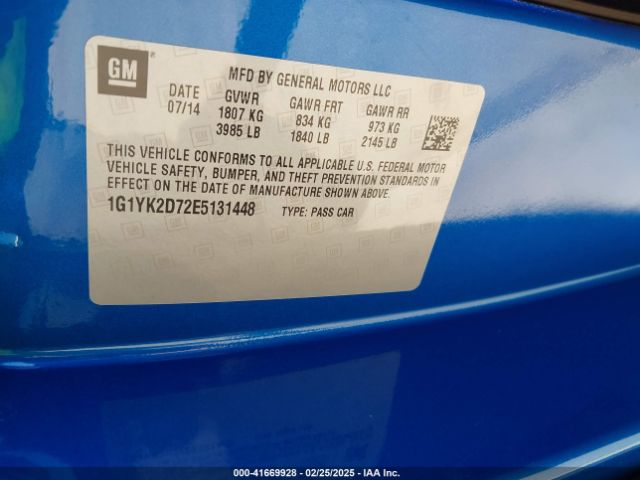 GM
MFD BY GENERAL MOTORS LLC
DATE GVWR GAWR FRT GAWR RR
07/14 1807 KG 834 KG 973 KG
3985 LB 1840 LB 2145 LB
THIS VEHICLE CONFORMS TO ALL APPLICABLE U.S. FEDERAL MOTOR
VEHICLE SAFETY, BUMPER, AND THEFT PREVENTION STANDARDS IN
EFFECT ON THE DATE OF MANUFACTURE SHOWN ABOVE.
1G1YK2D72E5131448 TYPE: PASS CAR
000-41669928 - 02/25/2025 - IAA Inc.